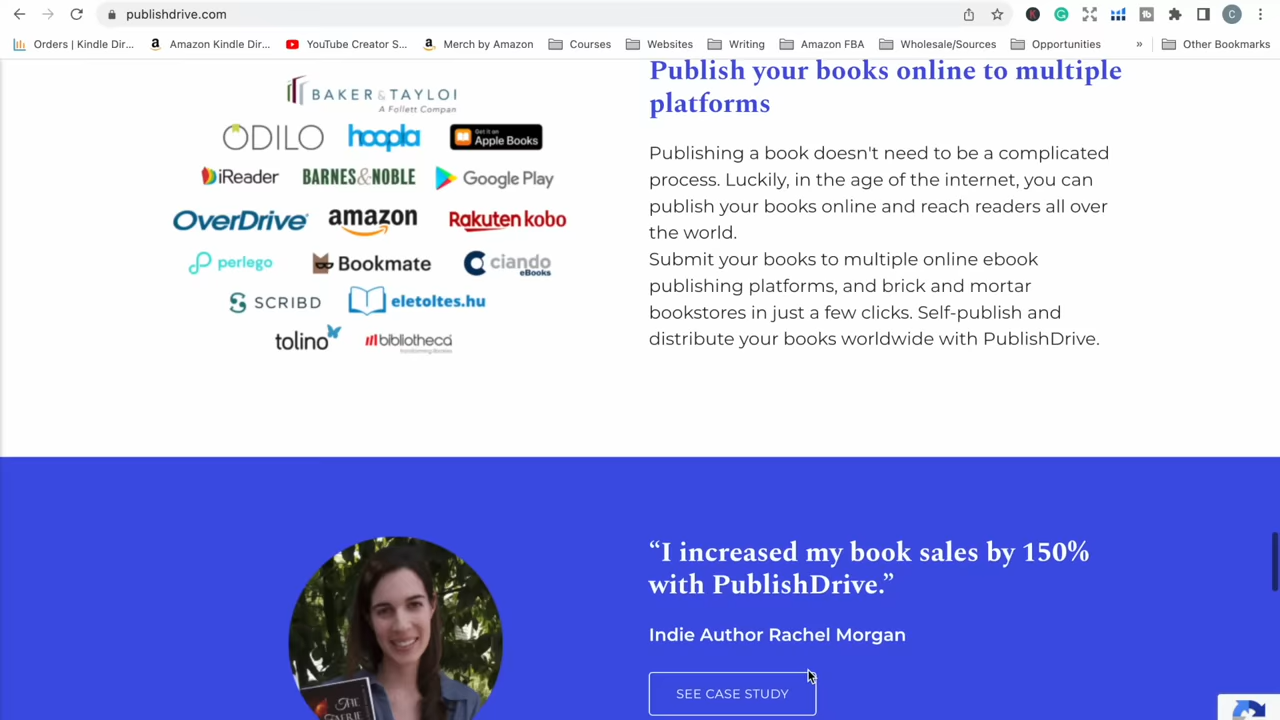 publishdrive.com
Orders | Kindle Dir...
Amazon Kindle Dir...
YouTube Creator S...
Merch by Amazon
Courses
Websites
Writing
Amazon FBA
Wholesale/Sources
Opportunities
»
Other Bookmarks
C
BAKER & TAYLOI
A Follett Compan
ODILO
hoopla
Get it on
Apple Books
iReader
BARNES & NOBLE
Google Play
OverDrive
amazon
Rakuten kobo
perlego
Bookmate
ciando
eBooks
SCRIBD
eletoltes.hu
tolino
bibliotheca
transforming libraries
Publish your books online to multiple
platforms
Publishing a book doesn't need to be a complicated
process. Luckily, in the age of the internet, you can
publish your books online and reach readers all over
the world.
Submit your books to multiple online ebook
publishing platforms, and brick and mortar
bookstores in just a few clicks. Self-publish and
distribute your books worldwide with PublishDrive.
“I increased my book sales by 150%
with PublishDrive.”
Indie Author Rachel Morgan
SEE CASE STUDY
THE
FAERIE